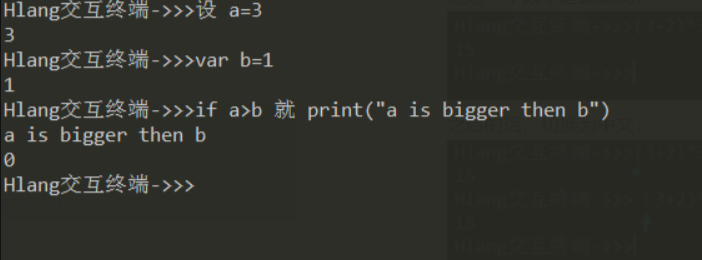 Hlang交互终端->>>设 a=3
3
Hlang交互终端->>>var b=1
1
Hlang交互终端->>>if a>b 就 print("a is bigger then b")
a is bigger then b
0
Hlang交互终端->>>